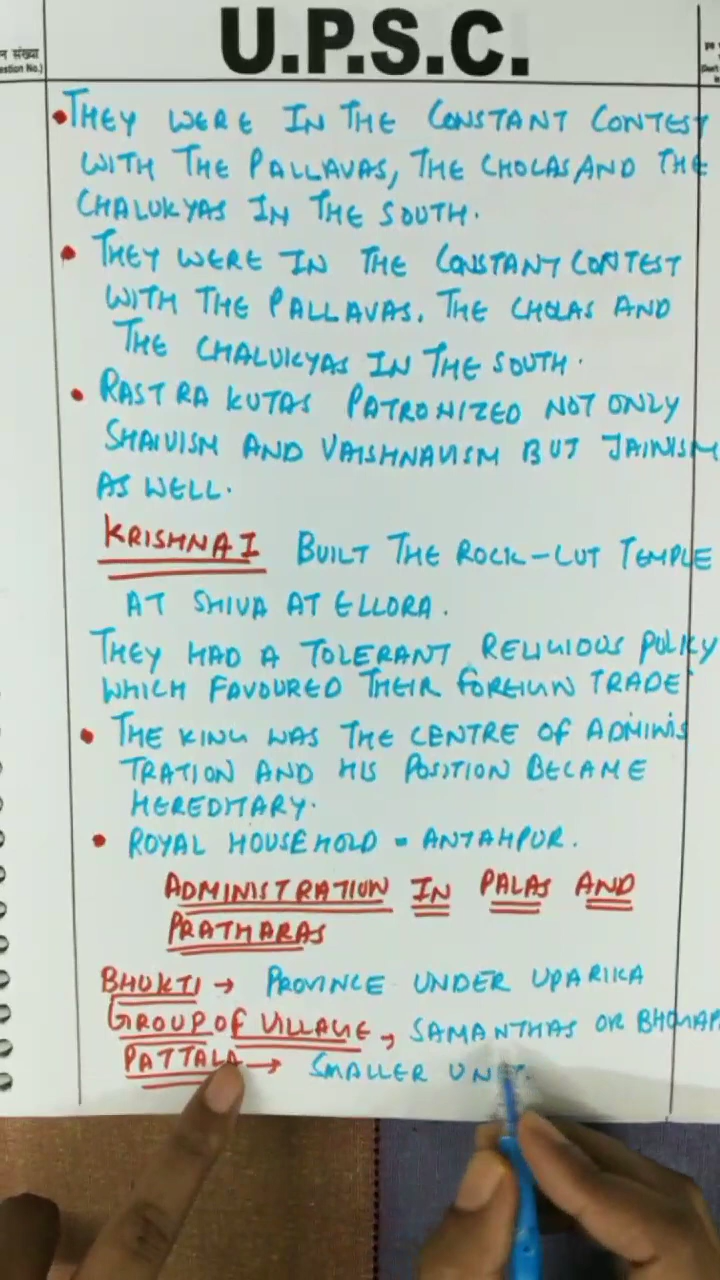 U.P.S.C.
न संख्या
estion No.)
• THEY WERE IN THE CONSTANT CONTEST
WITH THE PALLAVAS, THE CHOLAS AND THE
CHALUKYAS IN THE SOUTH.
• THEY WERE IN THE CONSTANT CONTEST
WITH THE PALLAVAS. THE CHOLAS AND
THE CHALUKYAS IN THE SOUTH.
• RASTRA KUTAS PATRONIZED NOT ONLY
SHAIVISM AND VAISHNAVISM BUT JAINISM
AS WELL.
KRISHNA I BUILT THE ROCK-CUT TEMPLE
AT SHIVA AT ELLORA.
THEY HAD A TOLERANT RELIGIOUS POLICY
WHICH FAVOURED THEIR FOREIGN TRADE
• THE KING WAS THE CENTRE OF ADMINIS
TRATION AND HIS POSITION BECAME
HEREDITARY.
• ROYAL HOUSEHOLD = ANTAHPUR.
ADMINISTRATION IN PALAS AND
PRATHARAS
BHUKTI → PROVINCE UNDER UPARIKA
GROUP OF VILLAGE, SAMANTHAS OR BHOGAP
PATTALA → SMALLER UN